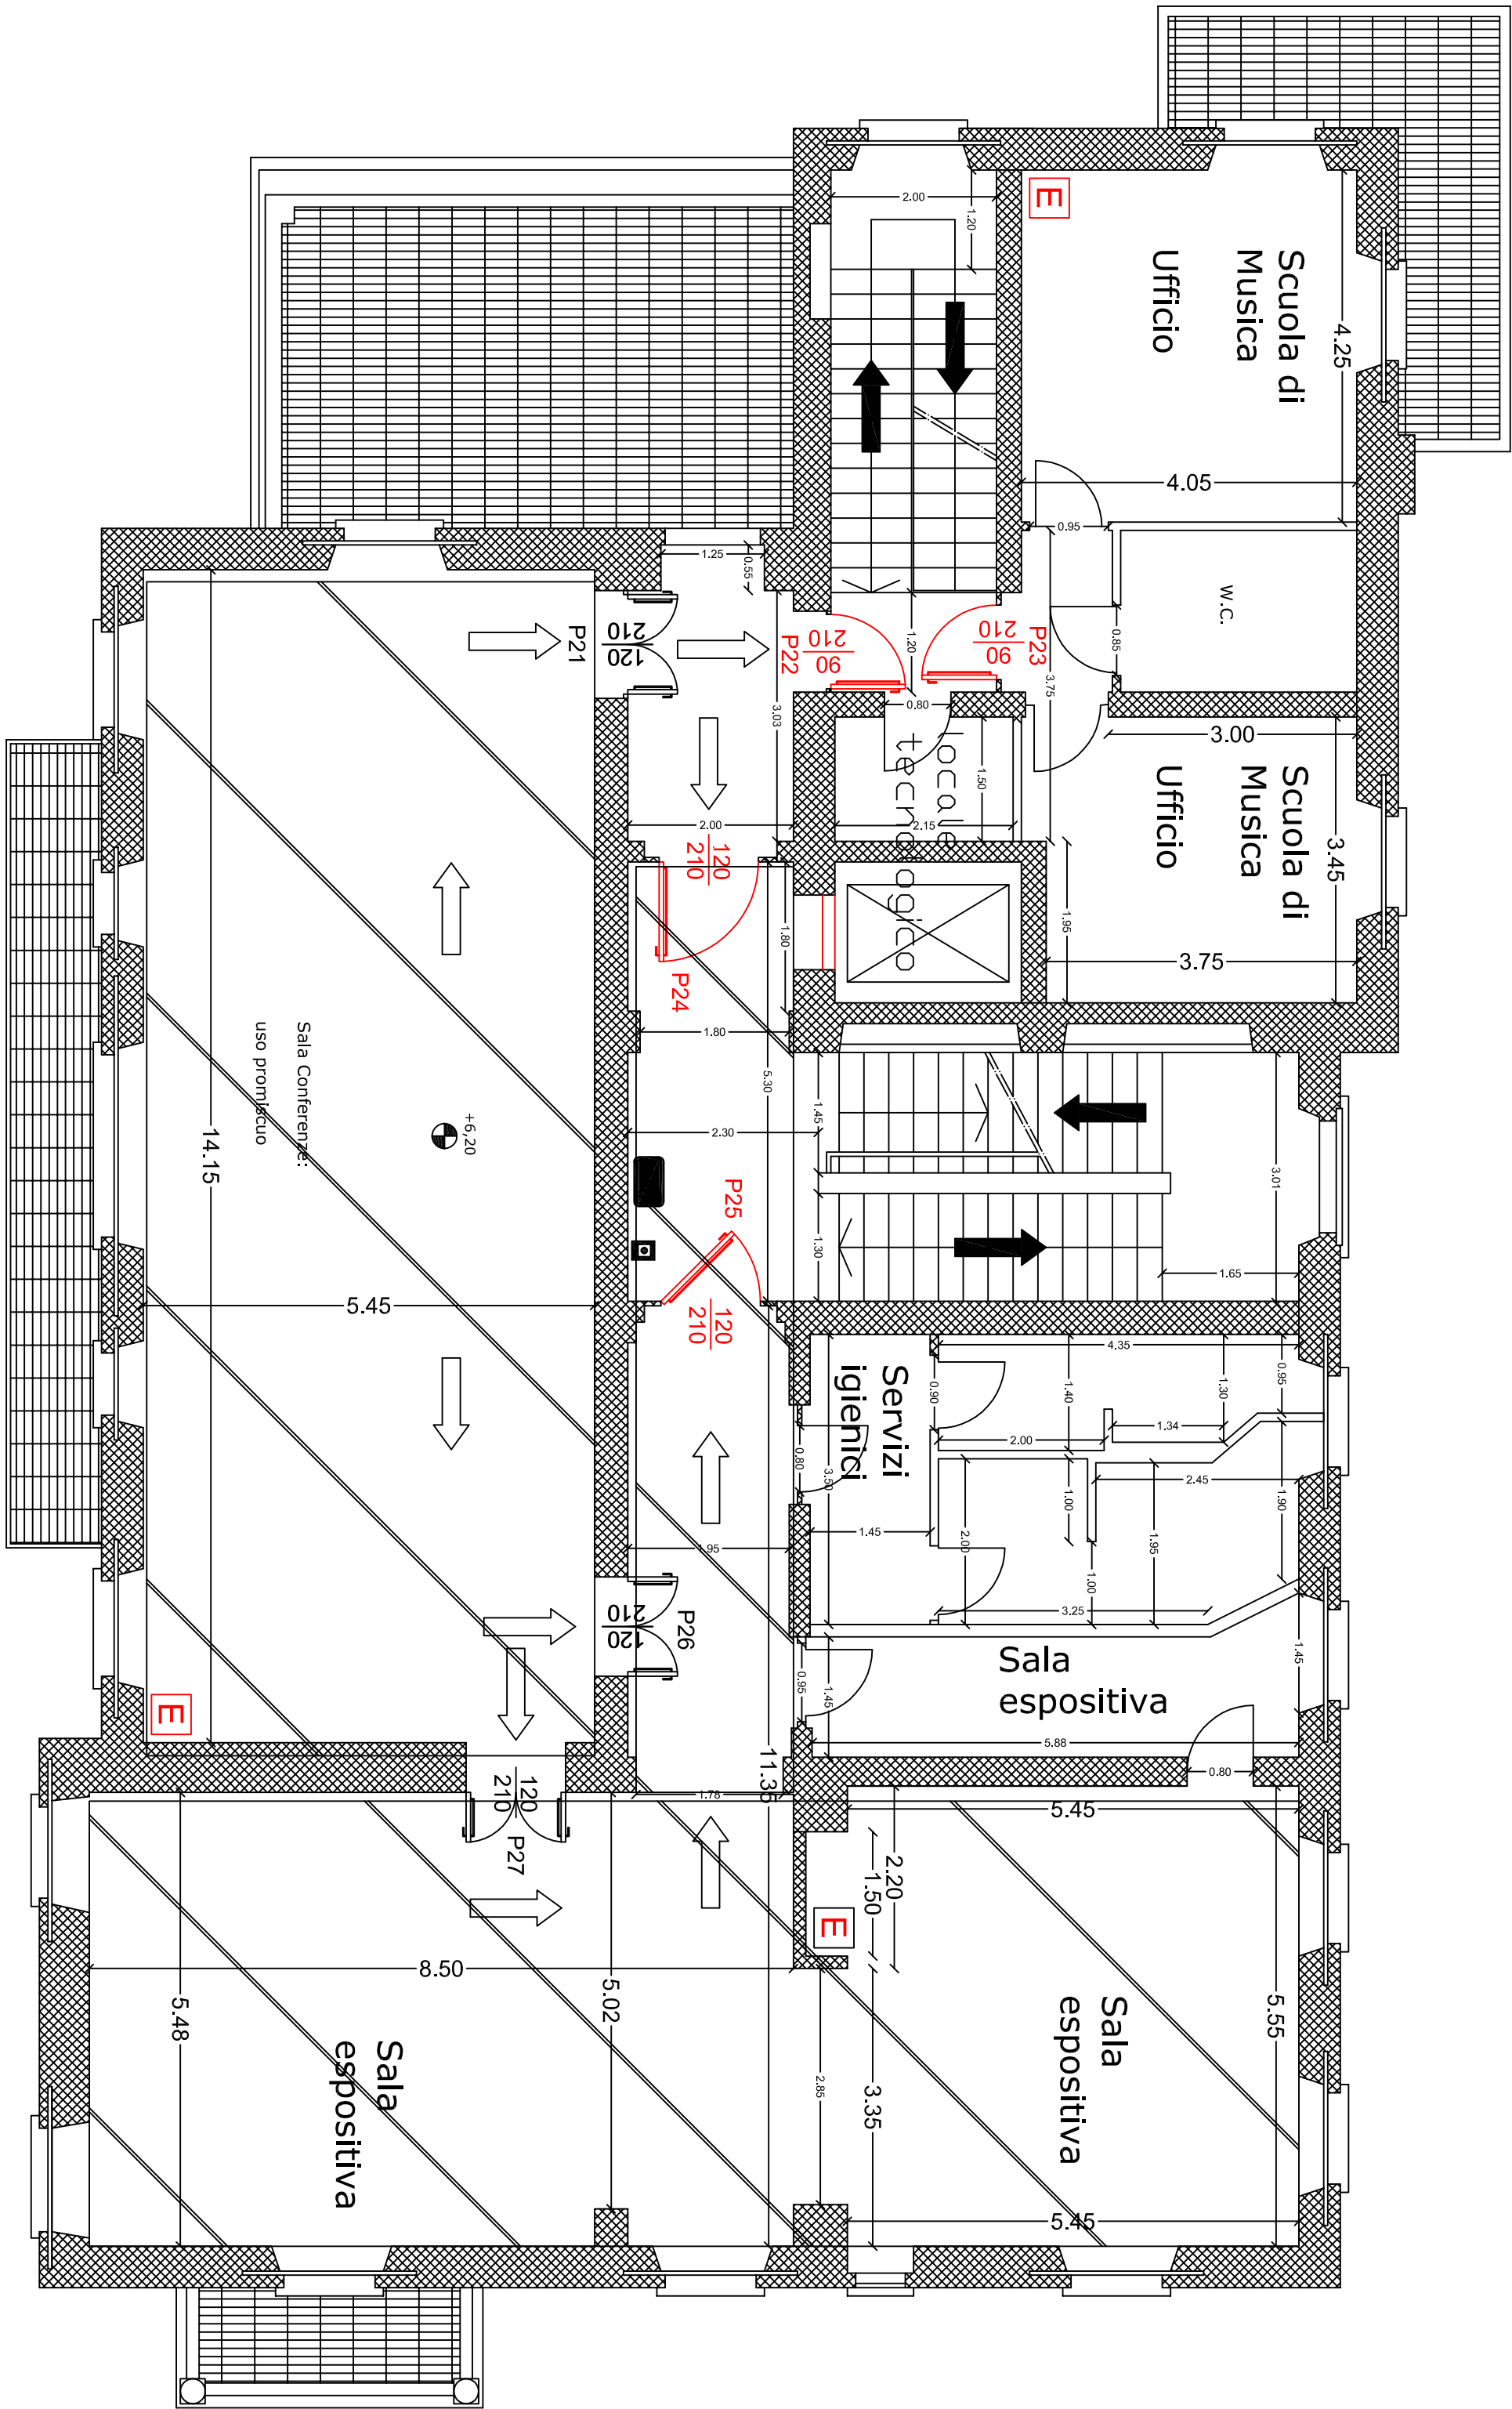 Scuola di
Musica
Ufficio
4.25
4.05
E
2.00
1.20
0.95
W.C.
0.85
3.75
P23
90
210
P22
90
210
1.20
0.80
1.25
0.55
P21
120
210
3.03
2.00
locale
tecnologico
1.50
2.15
3.00
Scuola di
Musica
Ufficio
3.45
3.75
1.95
120
210
P24
1.80
1.80
5.30
2.30
1.45
1.30
3.01
1.65
P25
120
210
Sala Conferenze:
uso promiscuo
+6,20
14.15
5.45
E
Servizi
igienici
4.35
0.90
1.40
1.30
0.95
1.34
2.00
2.45
1.90
0.80
3.50
1.45
2.00
1.00
1.95
1.00
3.25
1.95
P26
120
210
Sala
espositiva
1.45
0.95
1.45
5.88
0.80
11.35
1.78
120
210
P27
5.45
2.20
1.50
E
Sala
espositiva
5.55
8.50
5.02
5.48
2.85
3.35
5.45
Sala
espositiva